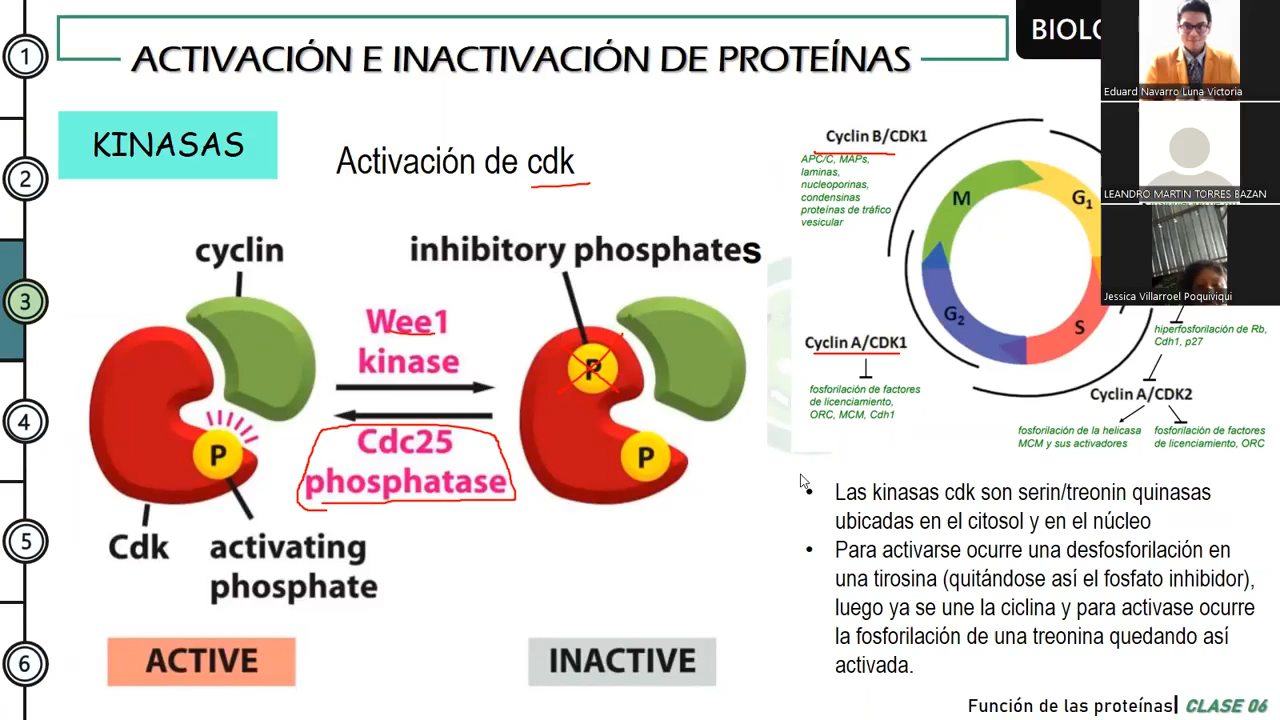 ACTIVACIÓN E INACTIVACIÓN DE PROTEÍNAS
BIOLO
1
2
3
4
5
6
KINASAS
Activación de cdk
cyclin
inhibitory phosphates
Wee1
kinase
Cdc25
phosphatase
P
P
P
Cdk
activating
phosphate
ACTIVE
INACTIVE
Cyclin B/CDK1
APC/C, MAPs,
laminas,
nucleoporinas,
condensinas
proteínas de tráfico
vesicular
M
G1
G2
S
Cyclin A/CDK1
fosforilación de factores
de licenciamiento,
ORC, MCM, Cdh1
hiperfosforilación de Rb,
Cdh1, p27
Cyclin A/CDK2
fosforilación de la helicasa
MCM y sus activadores
fosforilación de factores
de licenciamiento, ORC
Eduard Navarro Luna Victoria
LEANDRO MARTIN TORRES BAZAN
Jessica Villarroel Poquiviqui
• Las kinasas cdk son serin/treonin quinasas
ubicadas en el citosol y en el núcleo
• Para activarse ocurre una desfosforilación en
una tirosina (quitándose así el fosfato inhibidor),
luego ya se une la ciclina y para activase ocurre
la fosforilación de una treonina quedando así
activada.
Función de las proteínas| CLASE 06